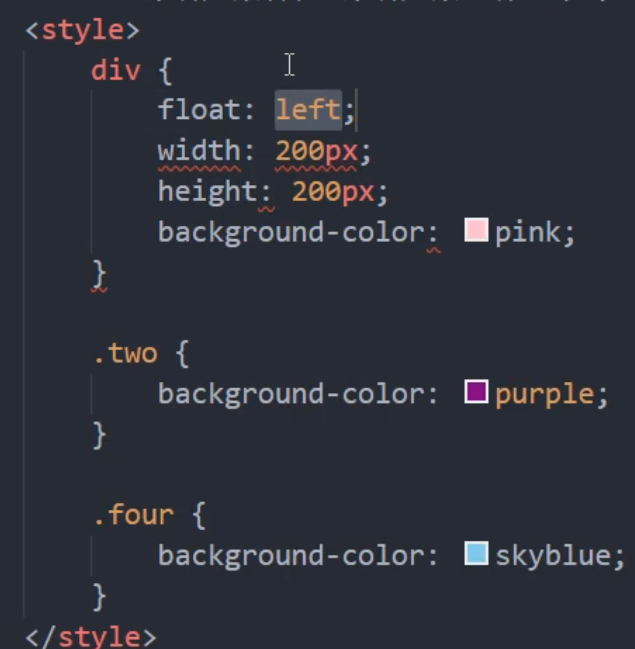 <style>
div {
float: left;
width: 200px;
height: 200px;
background-color: pink;
}
.two {
background-color: purple;
}
.four {
background-color: skyblue;
}
</style>